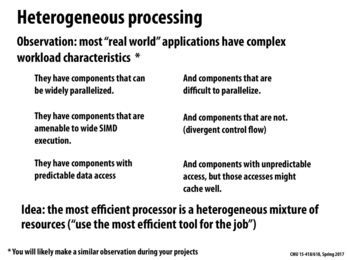 Heterogeneous processing
Observation: most “real world” applications have complex
workload characteristics *
They have components that can
be widely parallelized.
And components that are
difficult to parallelize.
They have components that are
amenable to wide SIMD
execution.
And components that are not.
(divergent control flow)
They have components with
predictable data access
And components with unpredictable
access, but those accesses might
cache well.
Idea: the most efficient processor is a heterogeneous mixture of
resources (“use the most efficient tool for the job”)
* You will likely make a similar observation during your projects
CMU 15-418/618, Spring 2017